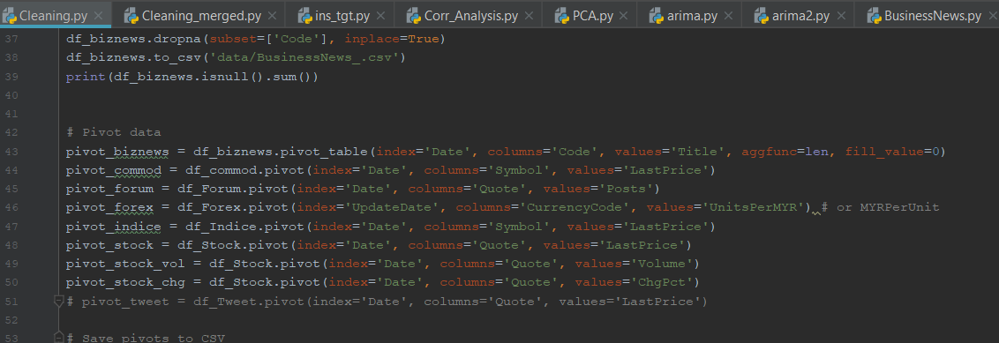 Cleaning.py Cleaning_merged.py ins_tgt.py Corr_Analysis.py PCA.py arima.py arima2.py BusinessNews.py
37 df_biznews.dropna(subset=['Code'], inplace=True)
38 df_biznews.to_csv('data/BusinessNews_.csv')
39 print(df_biznews.isnull().sum())
40
41
42 # Pivot data
43 pivot_biznews = df_biznews.pivot_table(index='Date', columns='Code', values='Title', aggfunc=len, fill_value=0)
44 pivot_commod = df_commod.pivot(index='Date', columns='Symbol', values='LastPrice')
45 pivot_forum = df_Forum.pivot(index='Date', columns='Quote', values='Posts')
46 pivot_forex = df_Forex.pivot(index='UpdateDate', columns='CurrencyCode', values='UnitsPerMYR') # or MYRPerUnit
47 pivot_indice = df_Indice.pivot(index='Date', columns='Symbol', values='LastPrice')
48 pivot_stock = df_Stock.pivot(index='Date', columns='Quote', values='LastPrice')
49 pivot_stock_vol = df_Stock.pivot(index='Date', columns='Quote', values='Volume')
50 pivot_stock_chg = df_Stock.pivot(index='Date', columns='Quote', values='ChgPct')
51 # pivot_tweet = df_Tweet.pivot(index='Date', columns='Quote', values='LastPrice')
52
53 # Save pivots to CSV